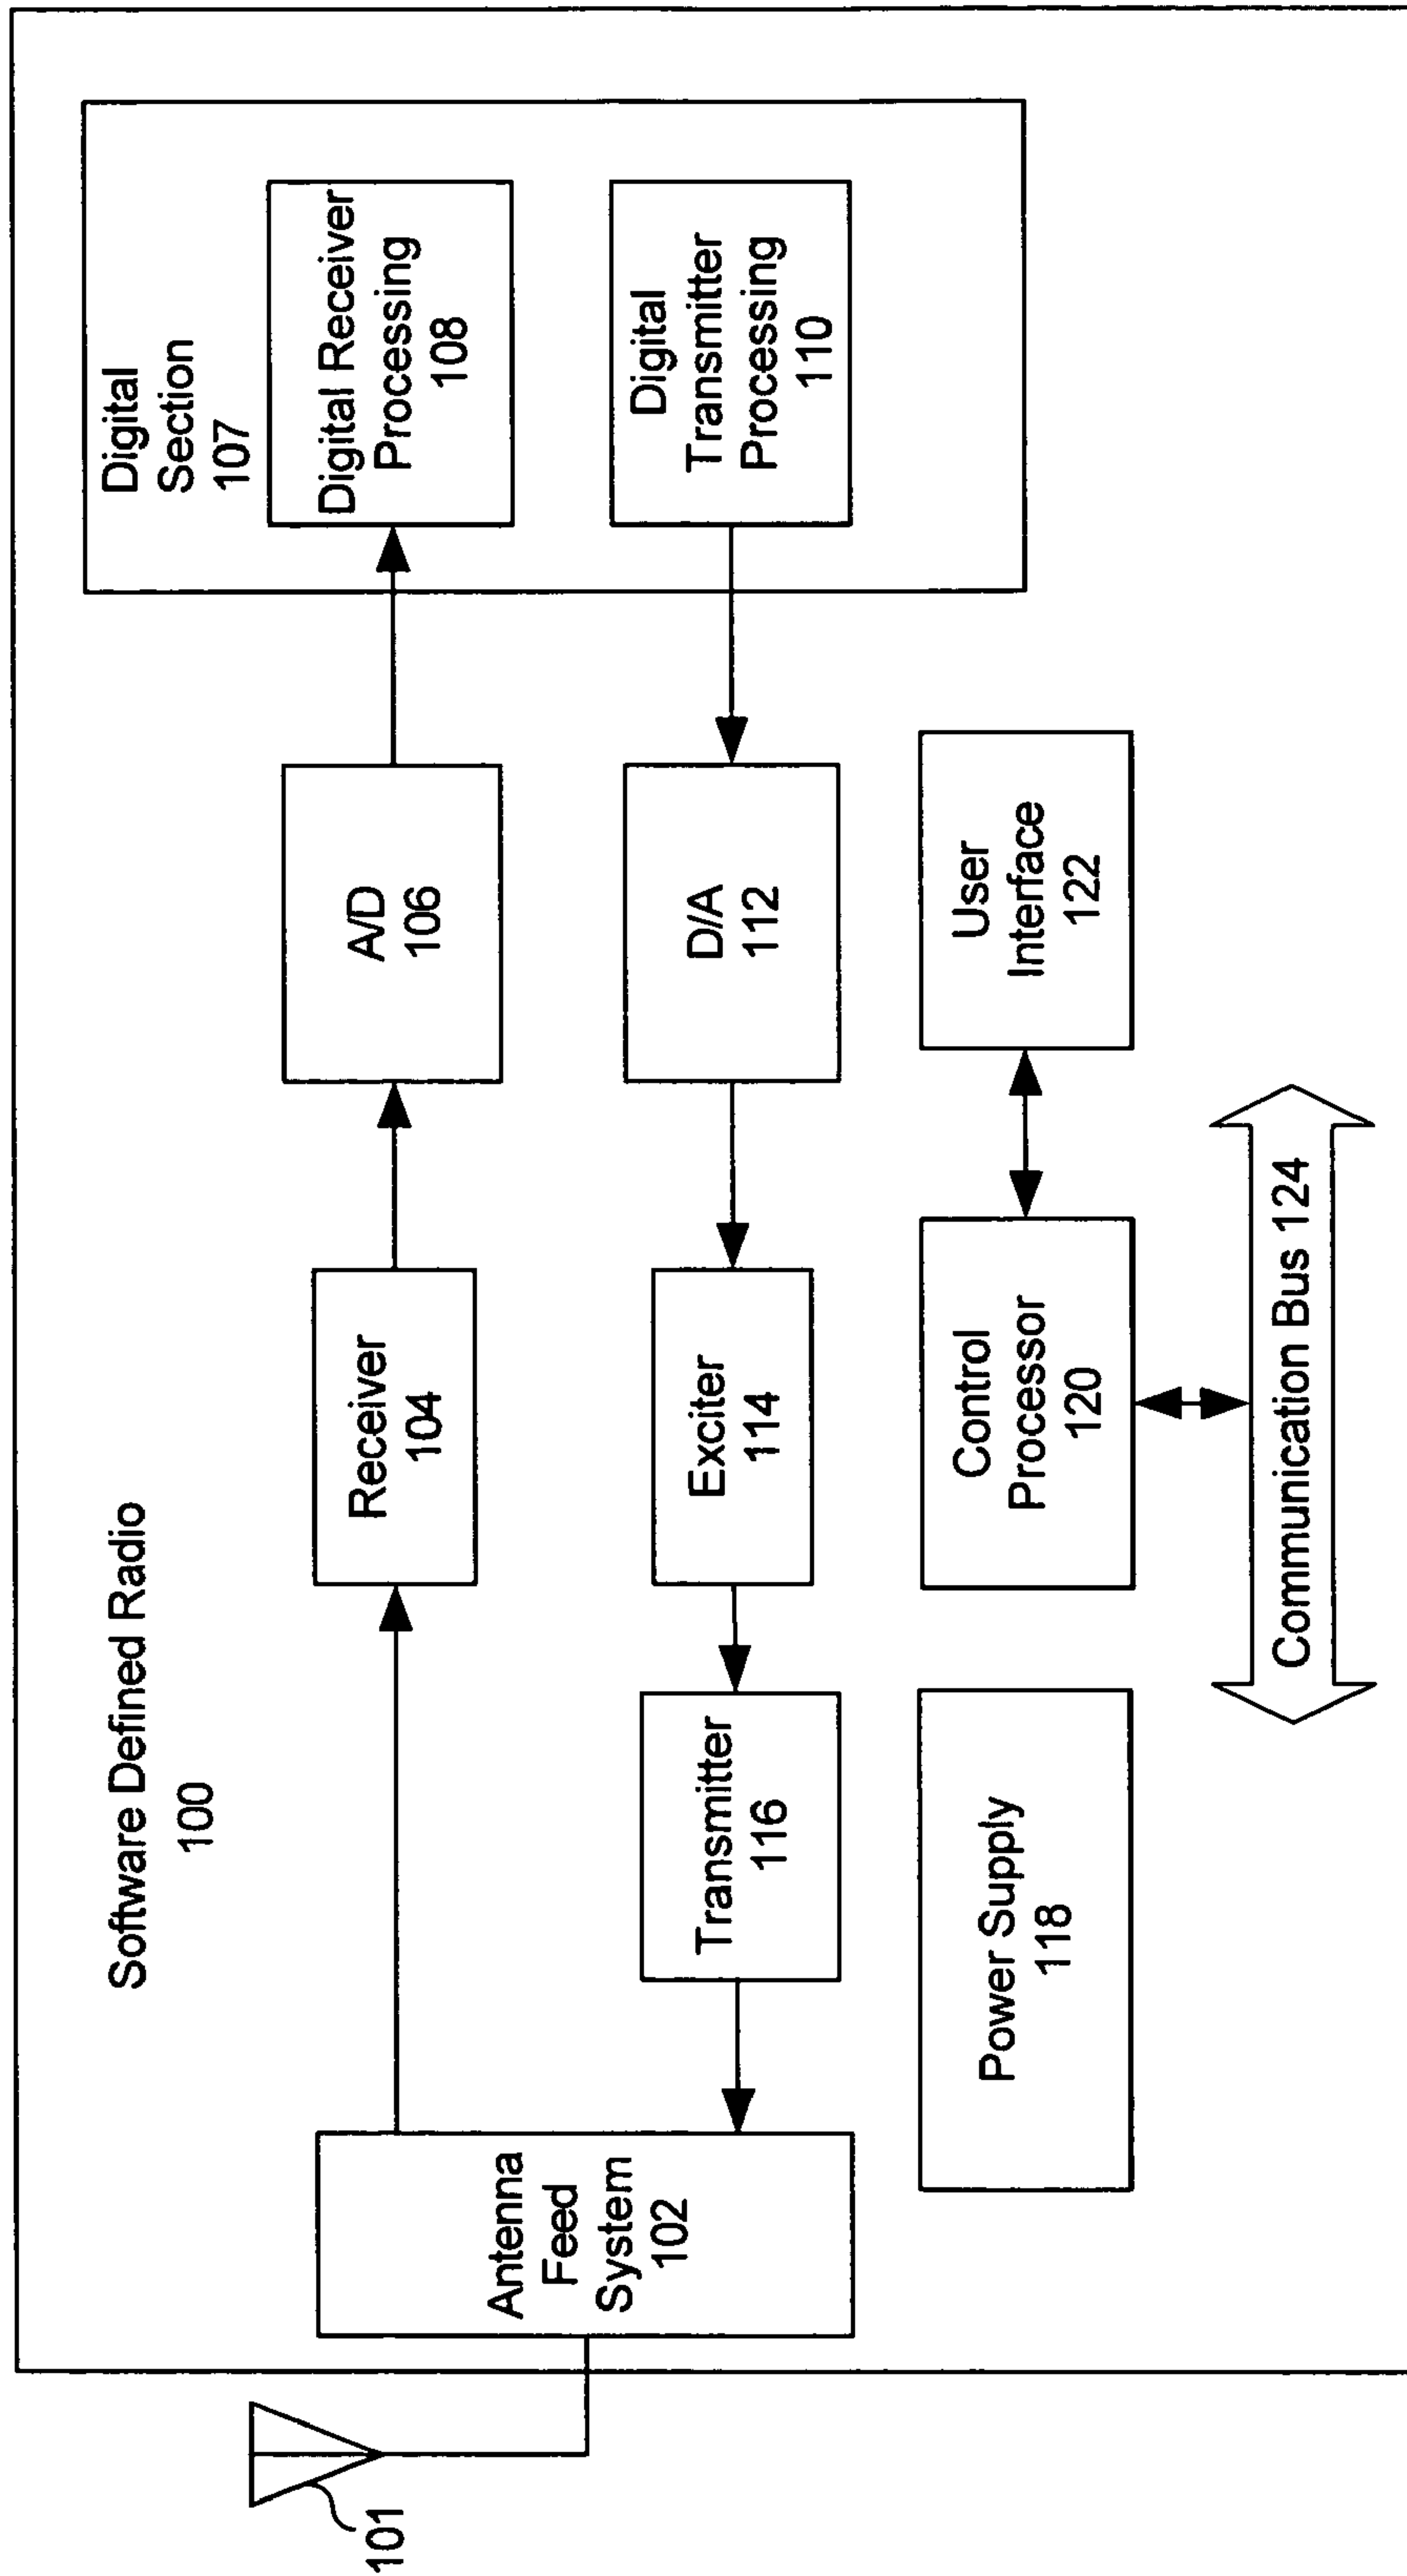 Software Defined Radio
100
Digital
Section
107
101
Antenna
Feed
System
102
Receiver
104
A/D
106
Digital Receiver
Processing
108
Transmitter
116
Exciter
114
D/A
112
Digital
Transmitter
Processing
110
Power Supply
118
Control
Processor
120
User
Interface
122
Communication Bus 124